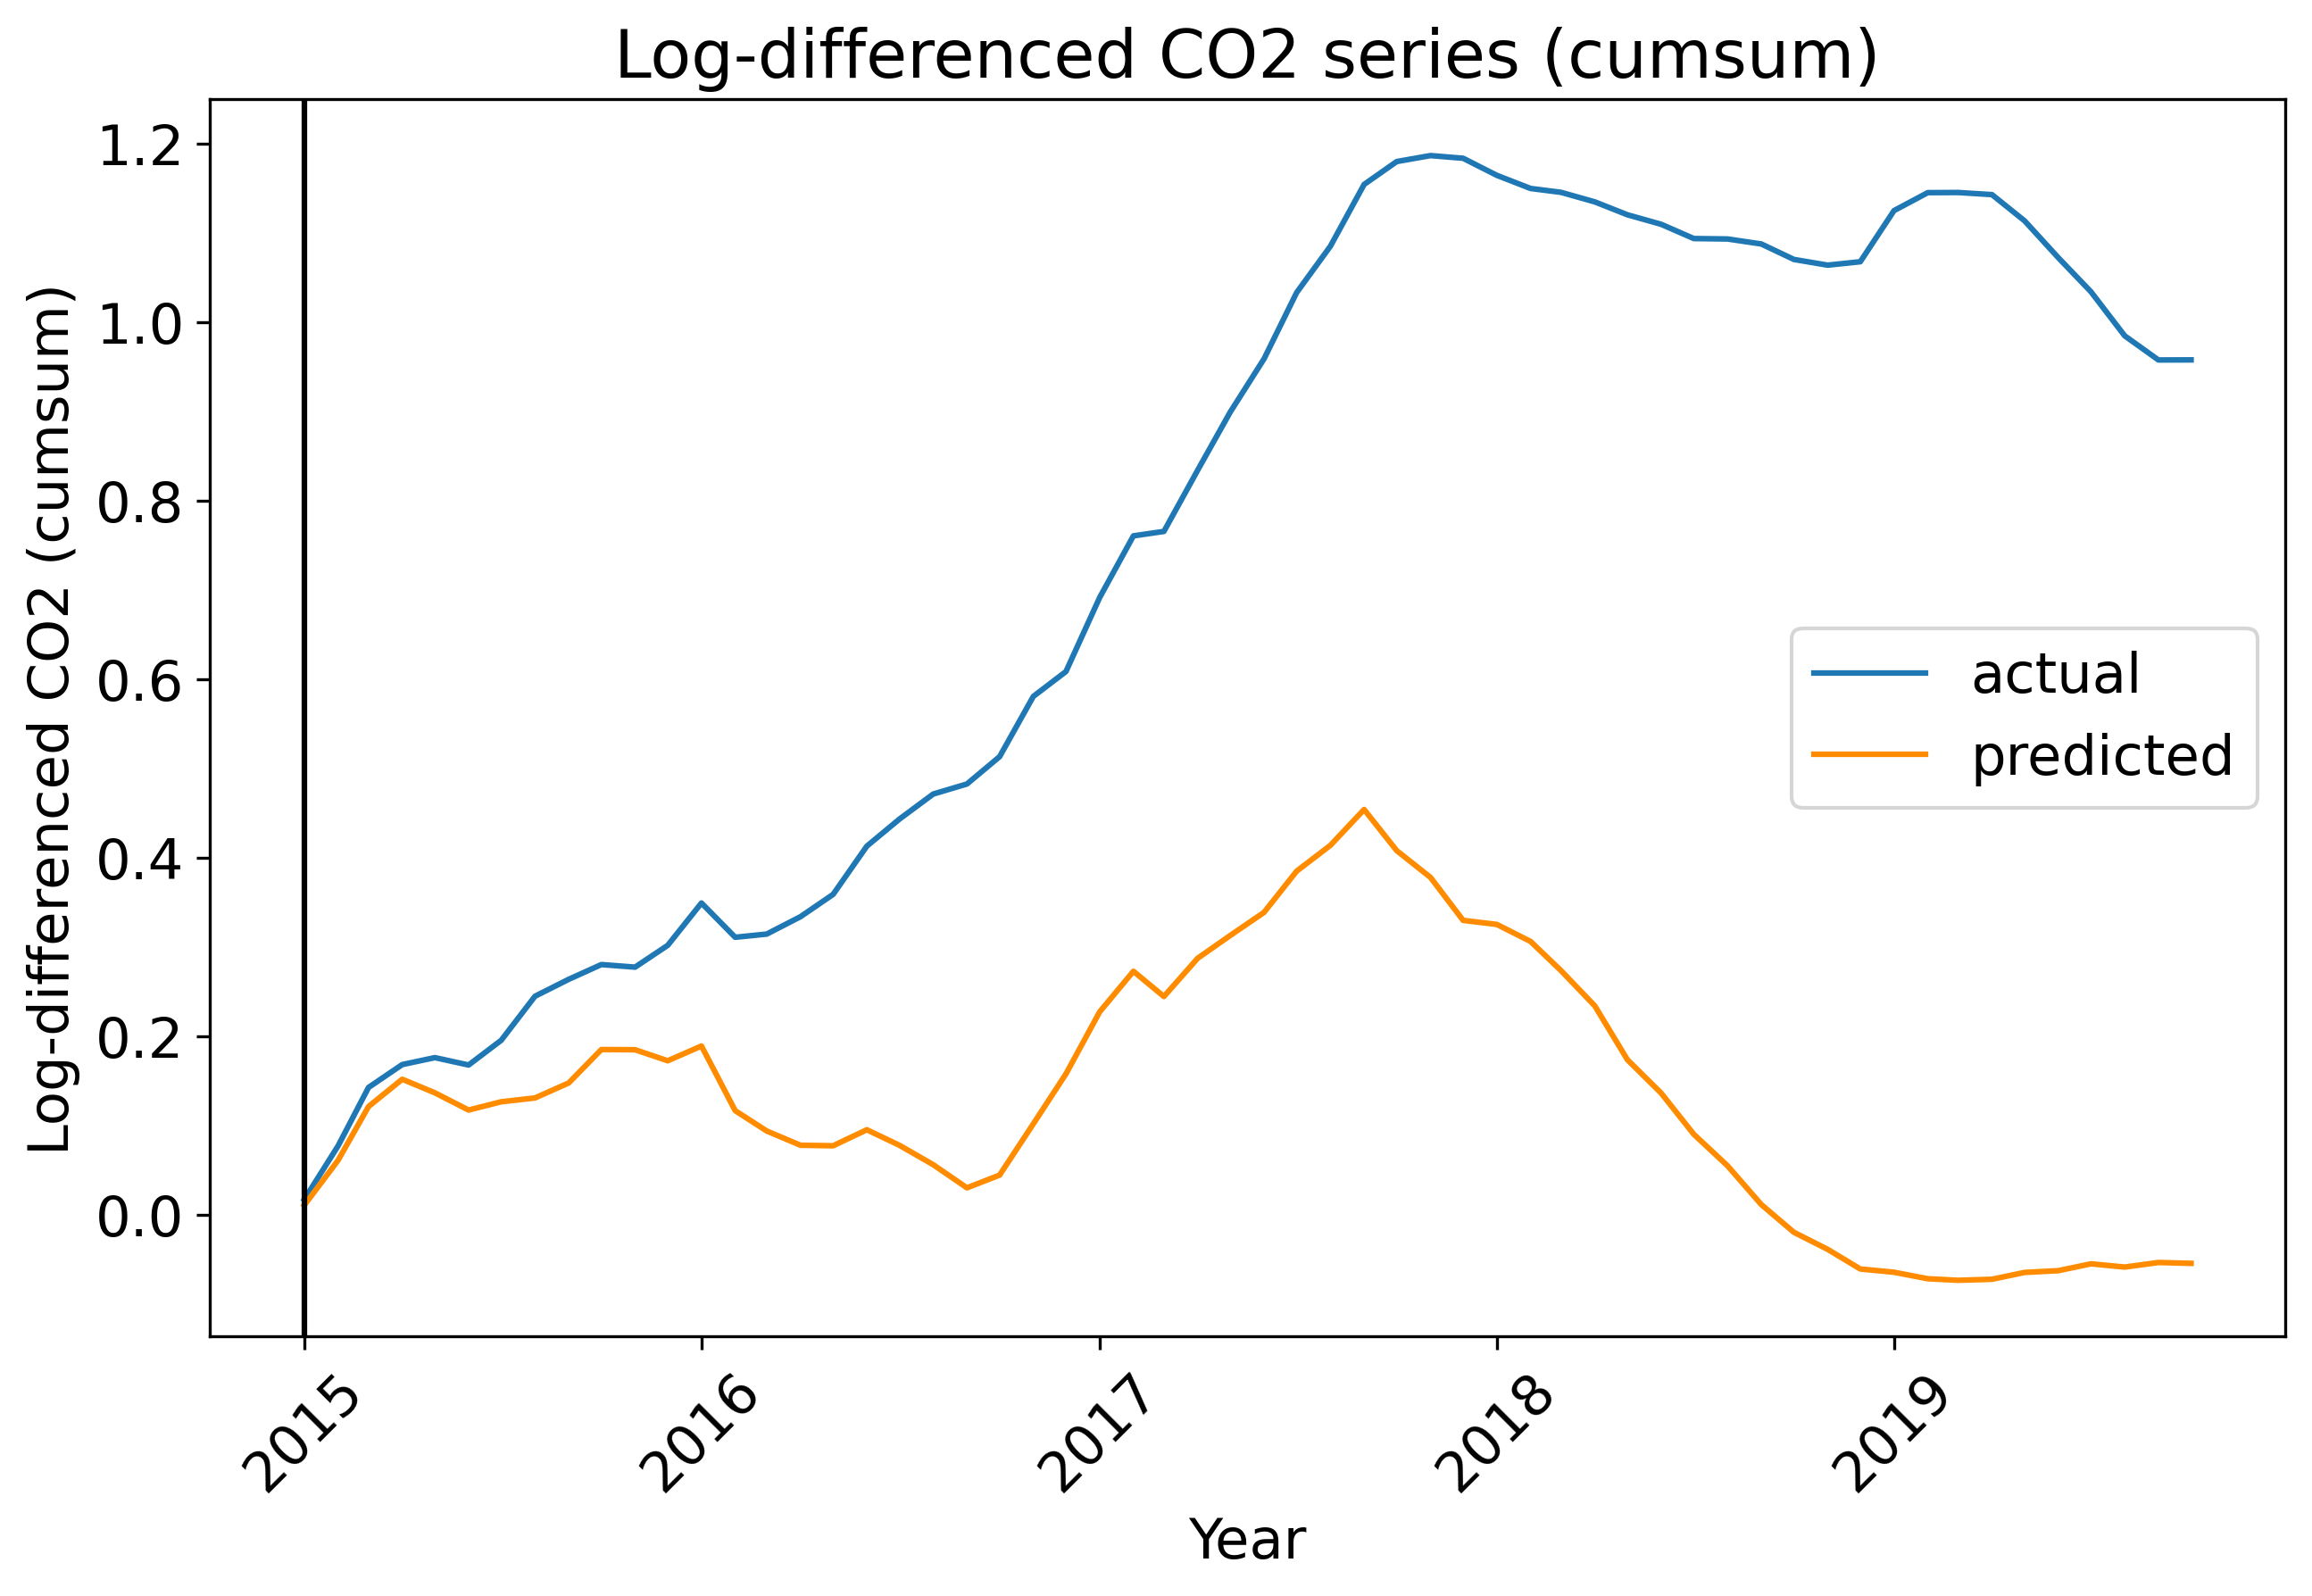 Log-differenced CO2 series (cumsum)
Log-differenced CO2 (cumsum)
1.2
1.0
0.8
0.6
0.4
0.2
0.0
actual
predicted
2015
2016
2017
2018
2019
Year